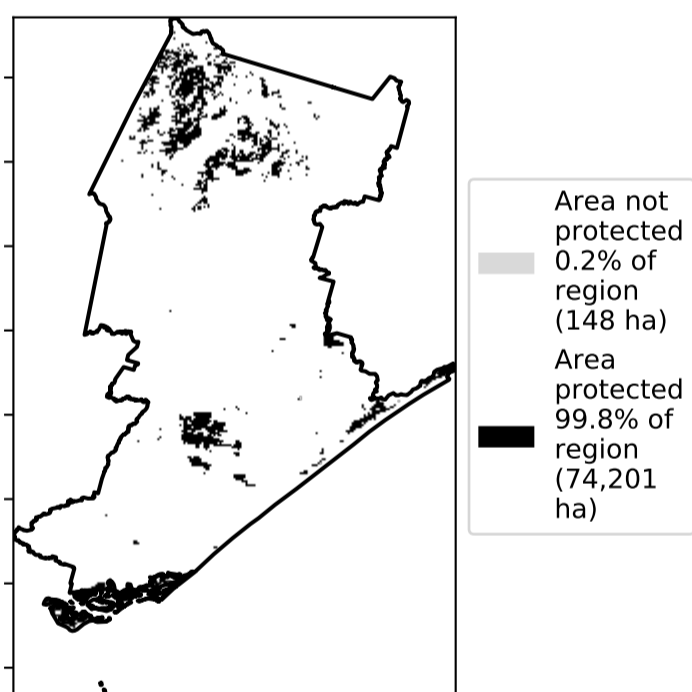 Area not
protected
0.2% of
region
(148 ha)
Area
protected
99.8% of
region
(74,201
ha)